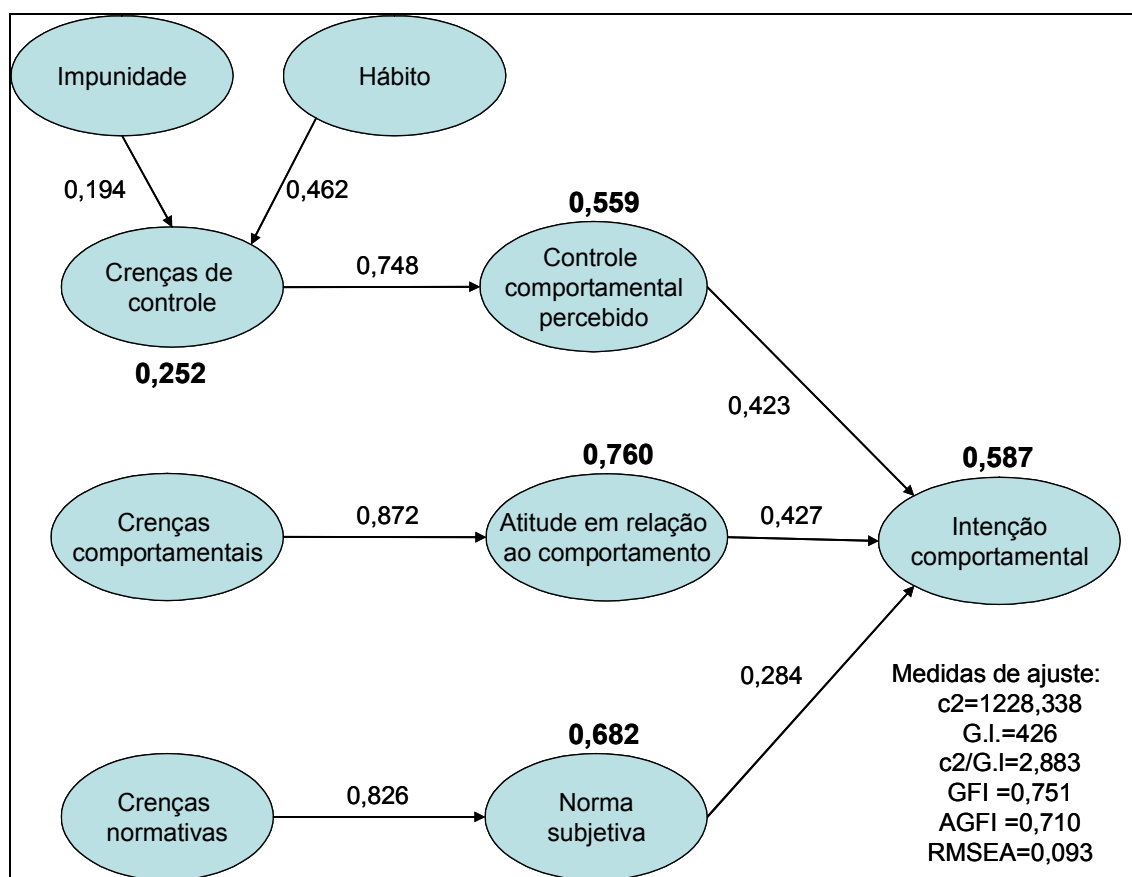 Impunidade
Hábito
0,194
0,462
Crenças de
controle
0,252
0,748
0,559
Controle
comportamental
percebido
0,423
Crenças
comportamentais
0,872
0,760
Atitude em relação
ao comportamento
0,427
0,587
Intenção
comportamental
Crenças
normativas
0,826
0,682
Norma
subjetiva
0,284
Medidas de ajuste:
c2=1228,338
G.l.=426
c2/G.l=2,883
GFI =0,751
AGFI =0,710
RMSEA=0,093